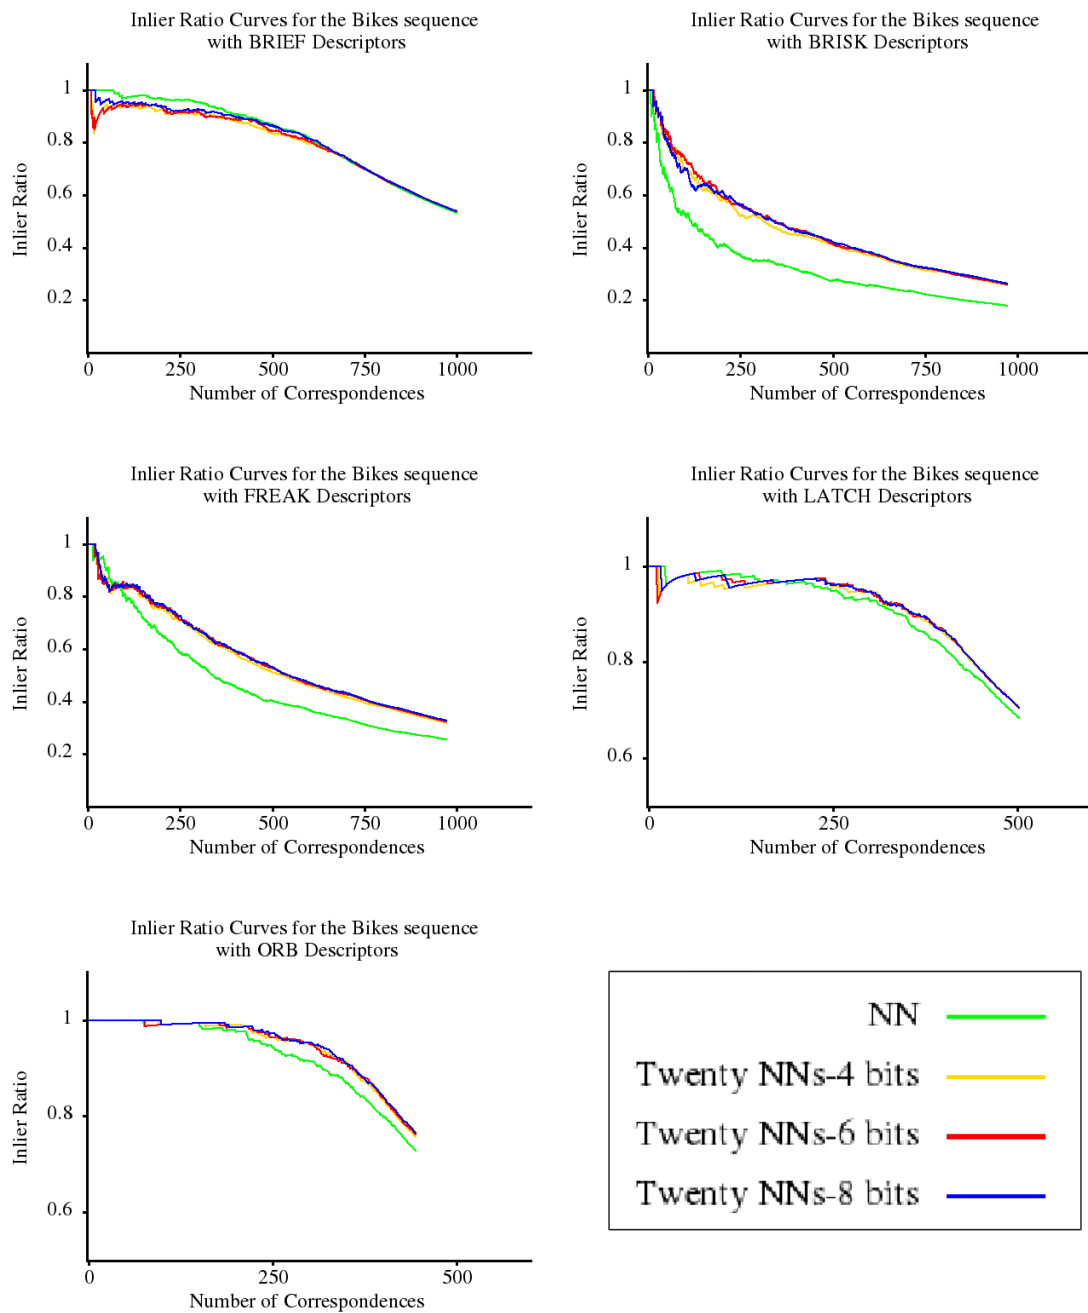 Inlier Ratio Curves for the Bikes sequence
with BRIEF Descriptors
1
0.8
0.6
0.4
0.2
Inlier Ratio
0 250 500 750 1000
Number of Correspondences
Inlier Ratio Curves for the Bikes sequence
with BRISK Descriptors
1
0.8
0.6
0.4
0.2
Inlier Ratio
0 250 500 750 1000
Number of Correspondences
Inlier Ratio Curves for the Bikes sequence
with FREAK Descriptors
1
0.8
0.6
0.4
0.2
Inlier Ratio
0 250 500 750 1000
Number of Correspondences
Inlier Ratio Curves for the Bikes sequence
with LATCH Descriptors
1
0.8
0.6
Inlier Ratio
0 250 500
Number of Correspondences
Inlier Ratio Curves for the Bikes sequence
with ORB Descriptors
1
0.8
0.6
Inlier Ratio
0 250 500
Number of Correspondences
NN
Twenty NNs-4 bits
Twenty NNs-6 bits
Twenty NNs-8 bits